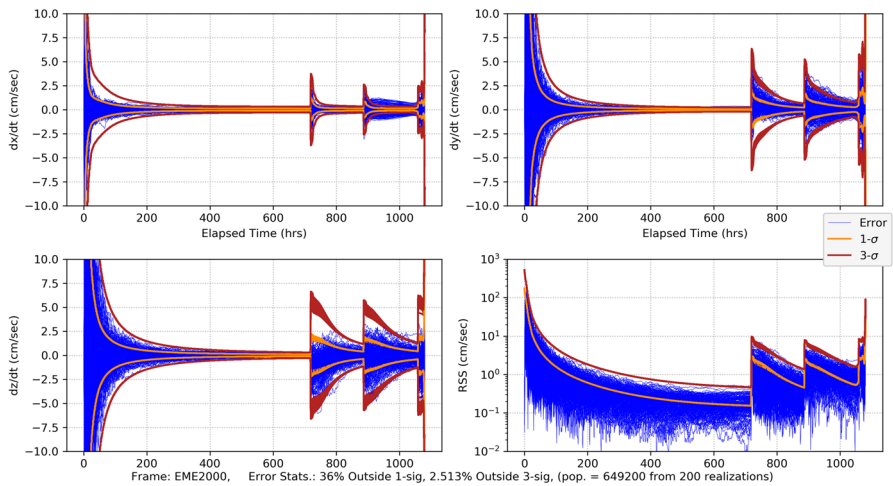 10.0
7.5
5.0
2.5
0.0
−2.5
−5.0
−7.5
−10.0
dx/dt (cm/sec)
0 200 400 600 800 1000
Elapsed Time (hrs)
10.0
7.5
5.0
2.5
0.0
−2.5
−5.0
−7.5
−10.0
dy/dt (cm/sec)
0 200 400 600 800 1000
Elapsed Time (hrs)
Error
1-σ
3-σ
10.0
7.5
5.0
2.5
0.0
−2.5
−5.0
−7.5
−10.0
dz/dt (cm/sec)
0 200 400 600 800 1000
10³
10²
10¹
10⁰
10⁻¹
10⁻²
RSS (cm/sec)
0 200 400 600 800 1000
Frame: EME2000, Error Stats.: 36% Outside 1-sig, 2.513% Outside 3-sig, (pop. = 649200 from 200 realizations)